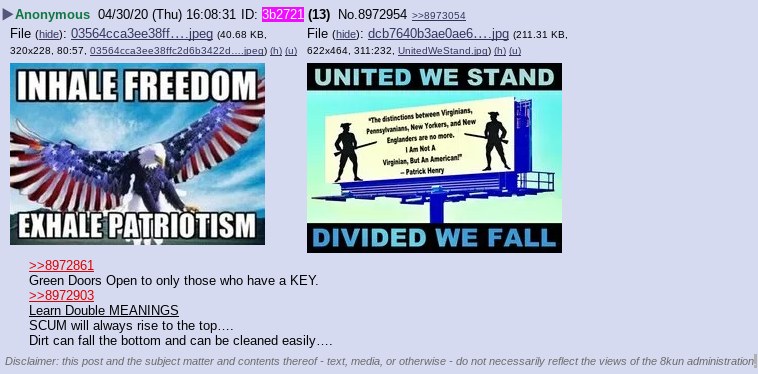 Anonymous 04/30/20 (Thu) 16:08:31 ID: 3b2721 (13) No.8972954 >>8973054
File (hide): 03564cca3ee38ff….jpeg (40.68 KB, 320x228, 80:57, 03564cca3ee38ffc2d6b3422d….jpeg) (h) (u)
File (hide): dcb7640b3ae0ae6….jpg (211.31 KB, 622x464, 311:232, UnitedWeStand.jpg) (h) (u)
INHALE FREEDOM
EXHALE PATRIOTISM
UNITED WE STAND
"The distinctions between Virginians,
Pennsylvanians, New Yorkers, and New
Englanders are no more.
I Am Not A
Virginian, But An American!"
– Patrick Henry
DIVIDED WE FALL
>>8972861
Green Doors Open to only those who have a KEY.
>>8972903
Learn Double MEANINGS
SCUM will always rise to the top….
Dirt can fall the bottom and can be cleaned easily….
Disclaimer: this post and the subject matter and contents thereof - text, media, or otherwise - do not necessarily reflect the views of the 8kun administration